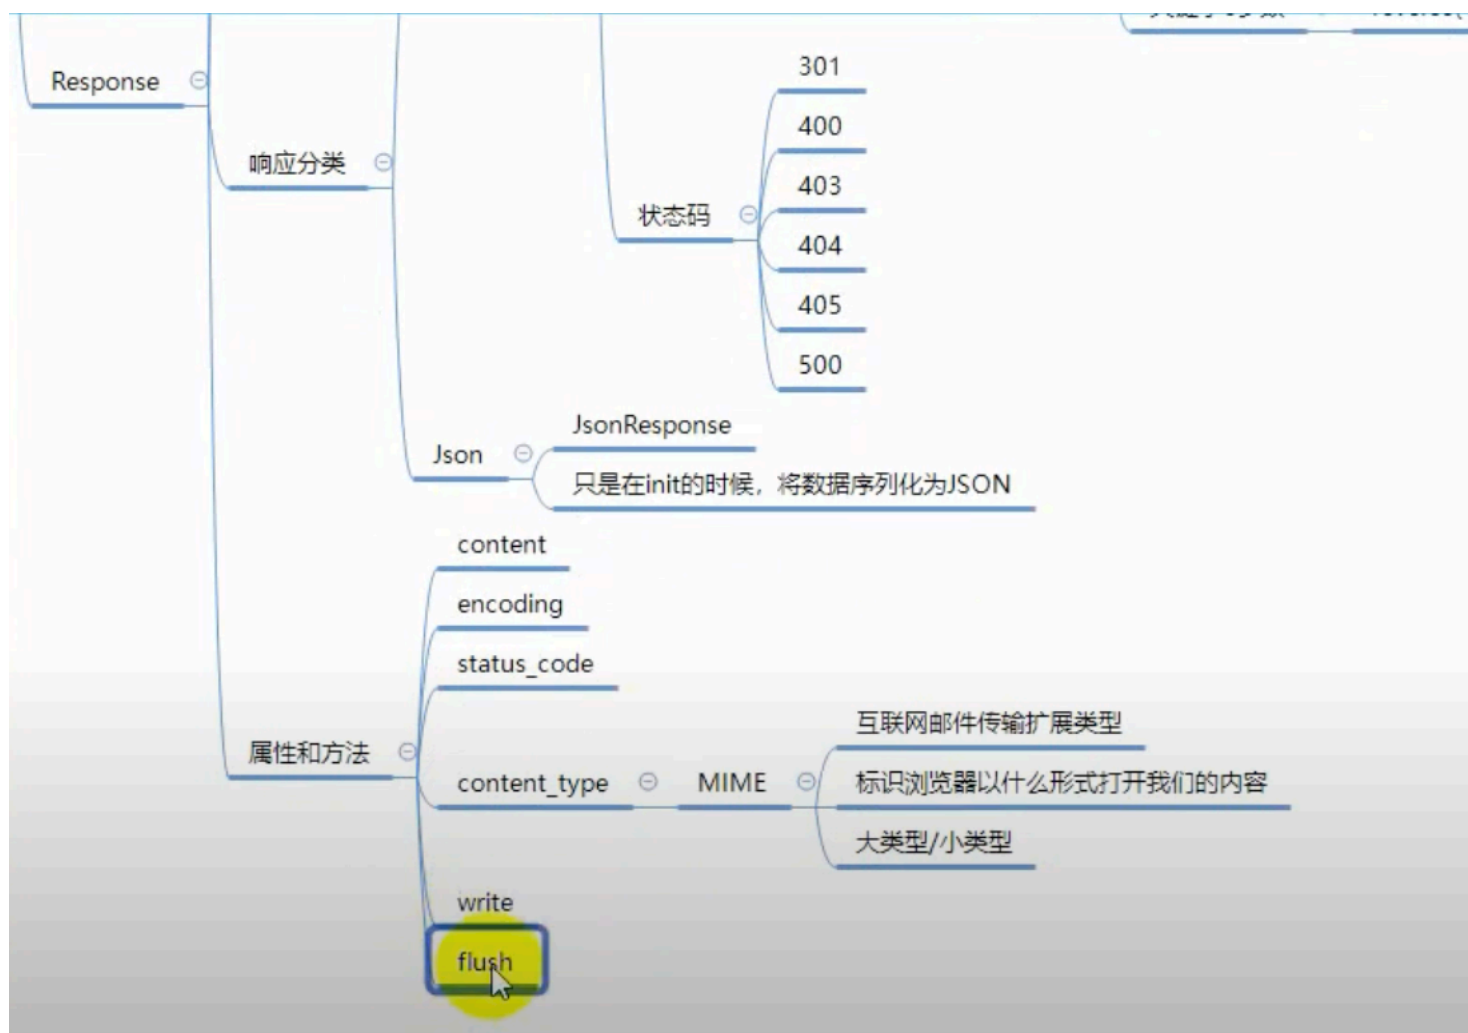 Response
响应分类
状态码
301
400
403
404
405
500
Json
JsonResponse
只是在init的时候，将数据序列化为JSON
属性和方法
content
encoding
status_code
content_type
MIME
互联网邮件传输扩展类型
标识浏览器以什么形式打开我们的内容
大类型/小类型
write
flush